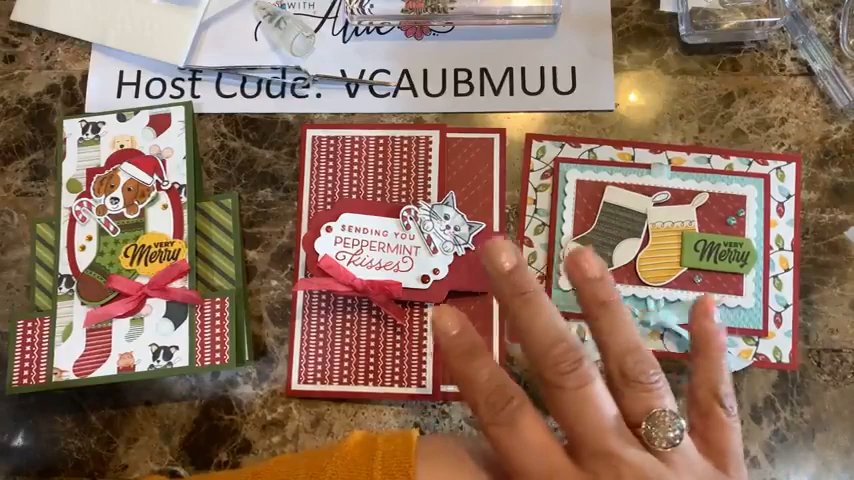 WITH
Host Code: VCAUBMUU
VERY
Merry
SENDING YOU
PEPPERMINT
Kisses
VERY
Merry